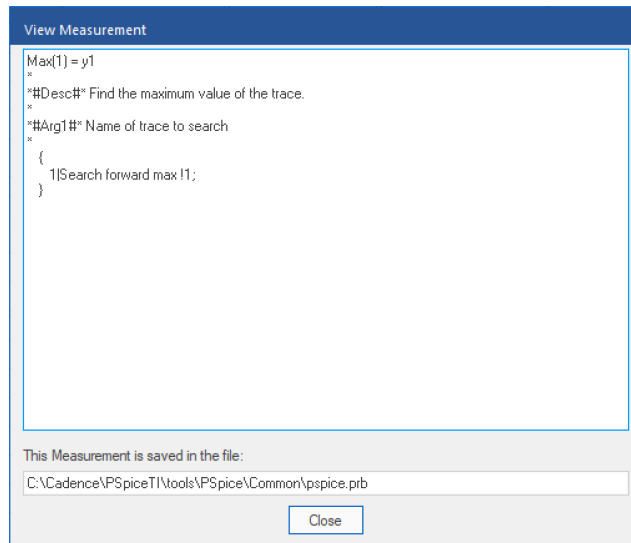 View Measurement
Max(1) = y1
*
*#Desc#* Find the maximum value of the trace.
*
*#Arg1#* Name of trace to search
*
{
1|Search forward max !1;
}
This Measurement is saved in the file:
C:\Cadence\PSpiceTI\tools\PSpice\Common\pspice.prb
Close